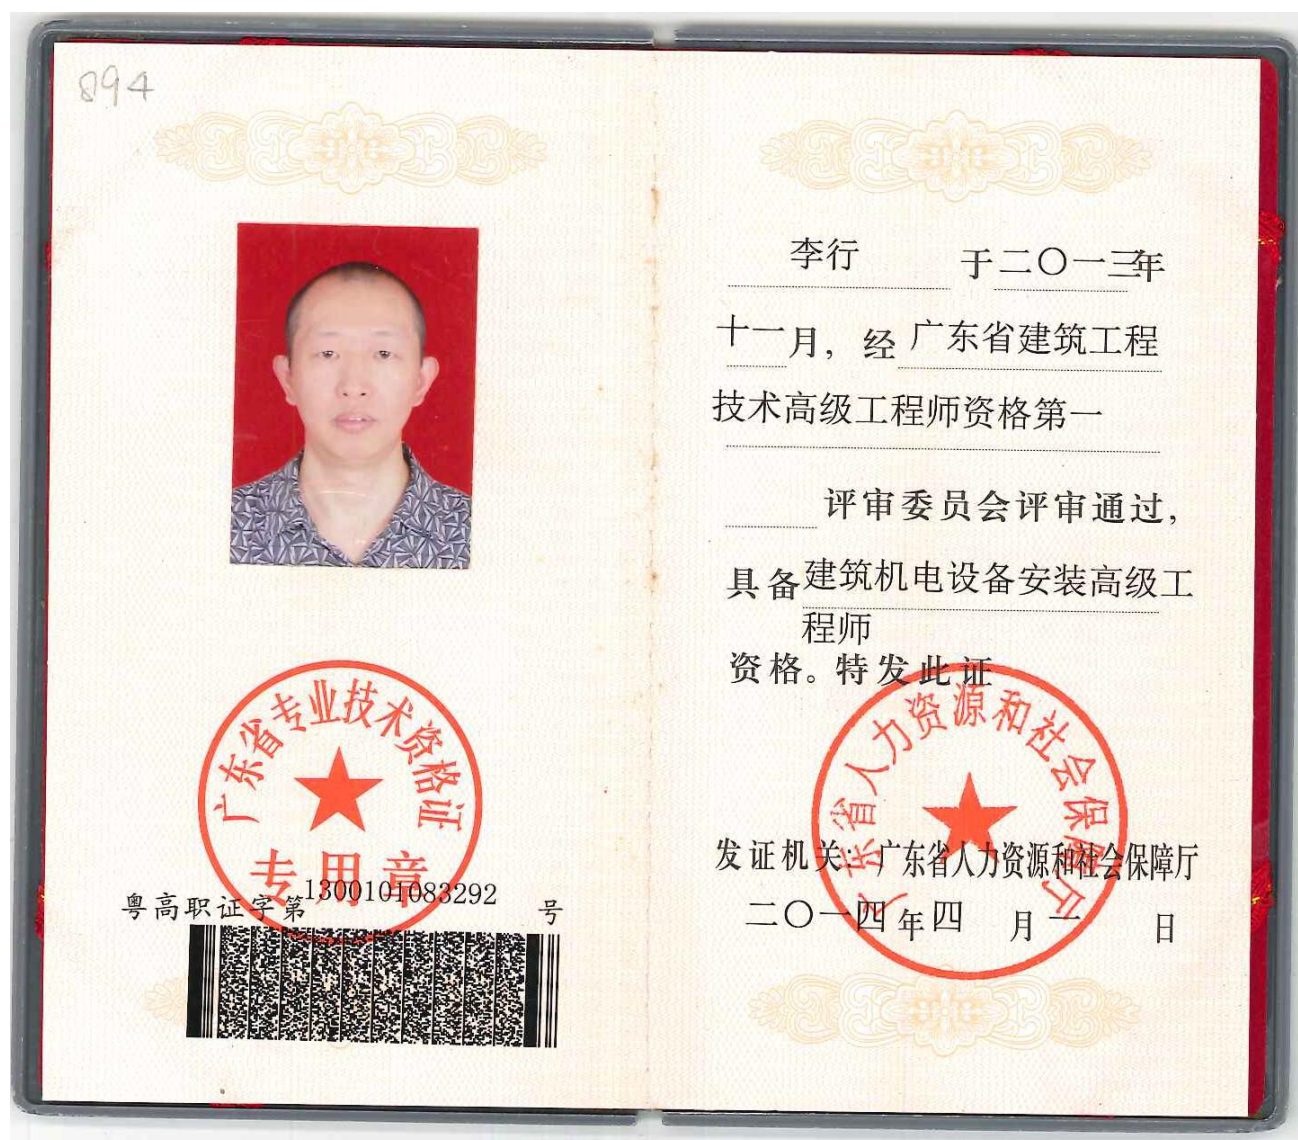 894
广东省专业技术资格证
专用章
粤高职证字第1300101083292号
李行 于二〇一三年
十一月，经广东省建筑工程
技术高级工程师资格第一
评审委员会评审通过，
具备建筑机电设备安装高级工
程师
资格。特发此证
广东省人力资源和社会保障厅
发证机关：广东省人力资源和社会保障厅
二〇一四年四月一日